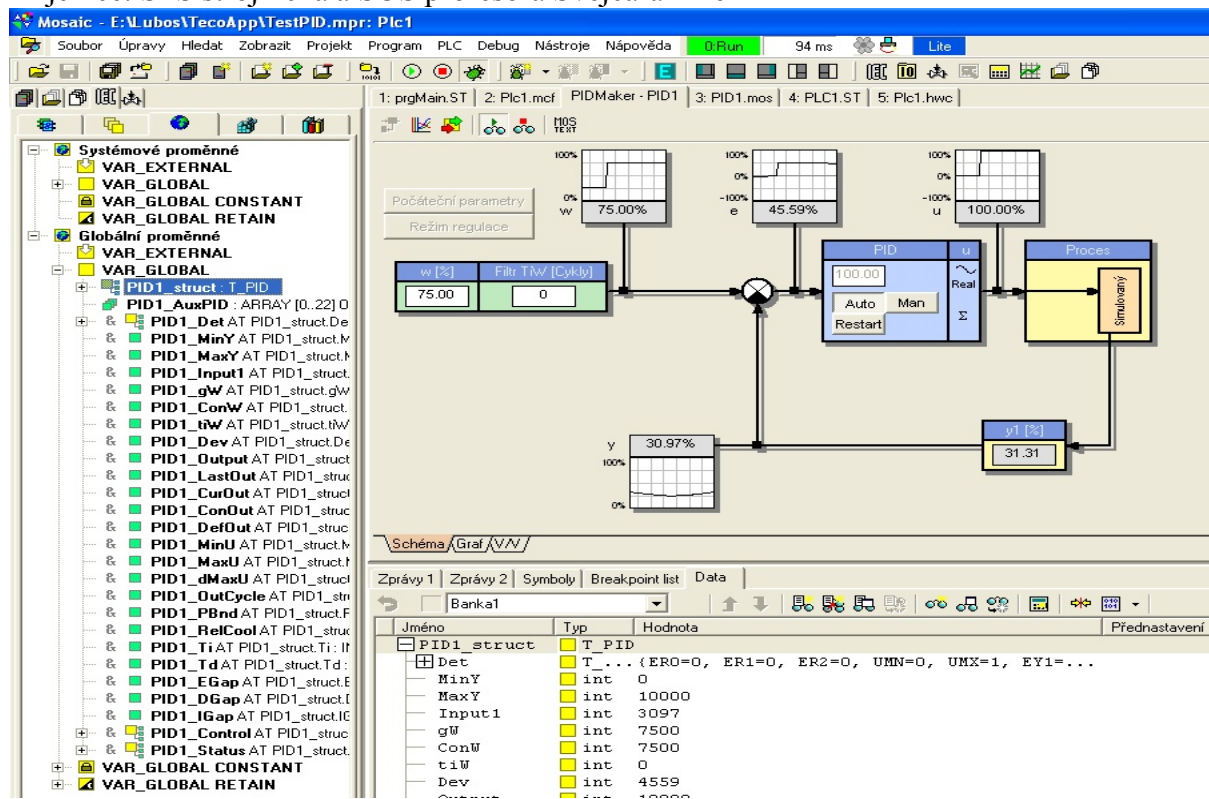 Mosaic - E:\Lubos\TecoApp\TestPID.mpr: Plc1
Soubor Úpravy Hledat Zobrazit Projekt Program PLC Debug Nástroje Nápověda 0:Run 94 ms Lite
1: prgMain.ST 2: Plc1.mcf PIDMaker - PID1 3: PID1.mos 4: PLC1.ST 5: Plc1.hwc
MOS TEXT
Systémové proměnné
VAR_EXTERNAL
VAR_GLOBAL
VAR_GLOBAL CONSTANT
VAR_GLOBAL RETAIN
Globální proměnné
VAR_EXTERNAL
VAR_GLOBAL
PID1_struct : T_PID
PID1_AuxPID : ARRAY [0..22] O
& PID1_Det AT PID1_struct.De
& PID1_MinY AT PID1_struct.M
& PID1_MaxY AT PID1_struct.M
& PID1_Input1 AT PID1_struct.
& PID1_gW AT PID1_struct.gW
& PID1_ConW AT PID1_struct.
& PID1_tiW AT PID1_struct.tiW
& PID1_Dev AT PID1_struct.De
& PID1_Output AT PID1_struct
& PID1_LastOut AT PID1_struc
& PID1_CurOut AT PID1_struct
& PID1_ConOut AT PID1_struc
& PID1_DefOut AT PID1_struc
& PID1_MinU AT PID1_struct.M
& PID1_MaxU AT PID1_struct.M
& PID1_dMaxU AT PID1_struct
& PID1_OutCycle AT PID1_stru
& PID1_PBnd AT PID1_struct.P
& PID1_RelCool AT PID1_struc
& PID1_Ti AT PID1_struct.Ti : IN
& PID1_Td AT PID1_struct.Td :
& PID1_EGap AT PID1_struct.E
& PID1_DGap AT PID1_struct.D
& PID1_IGap AT PID1_struct.IG
& PID1_Control AT PID1_struc
& PID1_Status AT PID1_struct.
VAR_GLOBAL CONSTANT
VAR_GLOBAL RETAIN
Počáteční parametry
Režim regulace
100%
0%
w 75.00%
100%
0%
-100%
e 45.59%
100%
0%
-100%
u 100.00%
w [%] Filtr TiW [Cykly]
75.00 0
PID u
100.00
Real
Auto Man
Restart
Σ
Proces
Simulovaný
y1 [%]
31.31
y 30.97%
100%
0%
Schéma Graf V/V
Zprávy 1 Zprávy 2 Symboly Breakpoint list Data
Banka1
Jméno Typ Hodnota Přednastavení
PID1_struct T_PID
Det T_...(ER0=0, ER1=0, ER2=0, UMN=0, UMX=1, EY1=...
MinY int 0
MaxY int 10000
Input1 int 3097
gW int 7500
ConW int 7500
tiW int 0
Dev int 4559